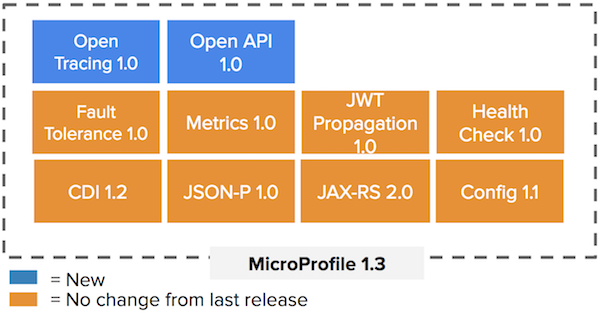 Open
Tracing 1.0
Open API
1.0
Fault
Tolerance 1.0
Metrics 1.0
JWT
Propagation
1.0
Health
Check 1.0
CDI 1.2
JSON-P 1.0
JAX-RS 2.0
Config 1.1
MicroProfile 1.3
= New
= No change from last release